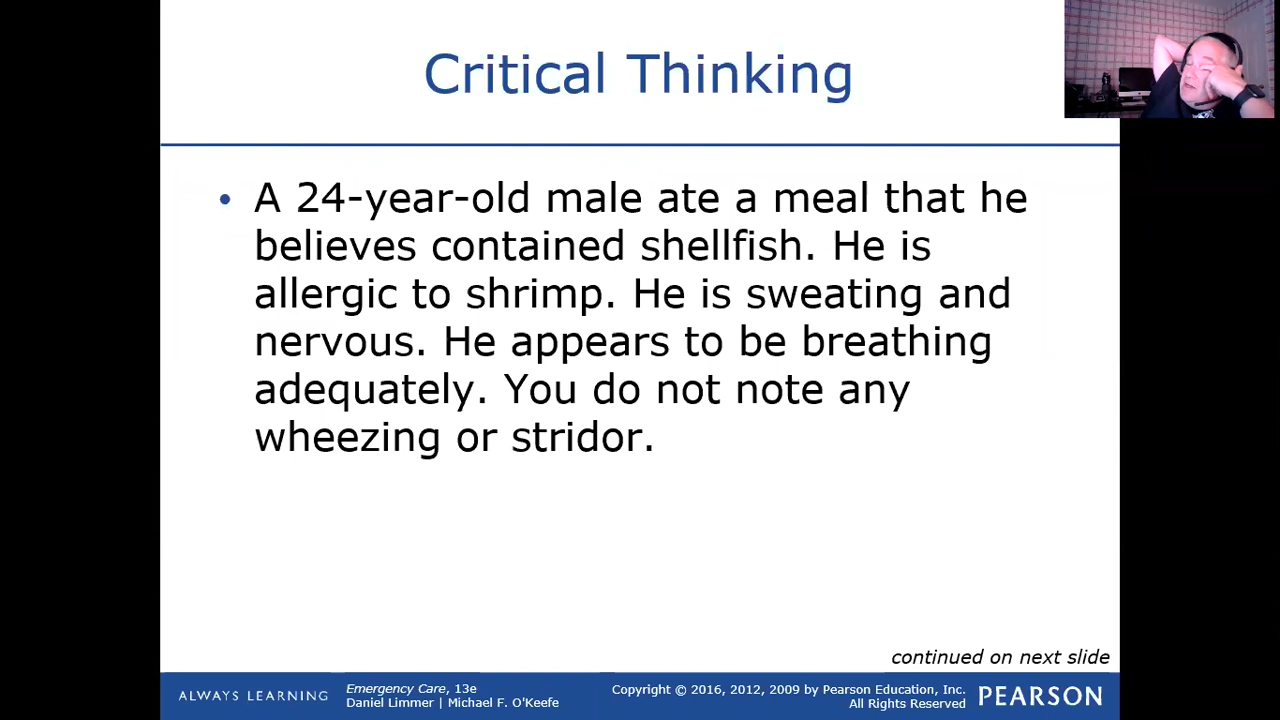 Critical Thinking
• A 24-year-old male ate a meal that he
believes contained shellfish. He is
allergic to shrimp. He is sweating and
nervous. He appears to be breathing
adequately. You do not note any
wheezing or stridor.
continued on next slide
ALWAYS LEARNING
Emergency Care, 13e
Daniel Limmer | Michael F. O'Keefe
Copyright © 2016, 2012, 2009 by Pearson Education, Inc.
All Rights Reserved
PEARSON